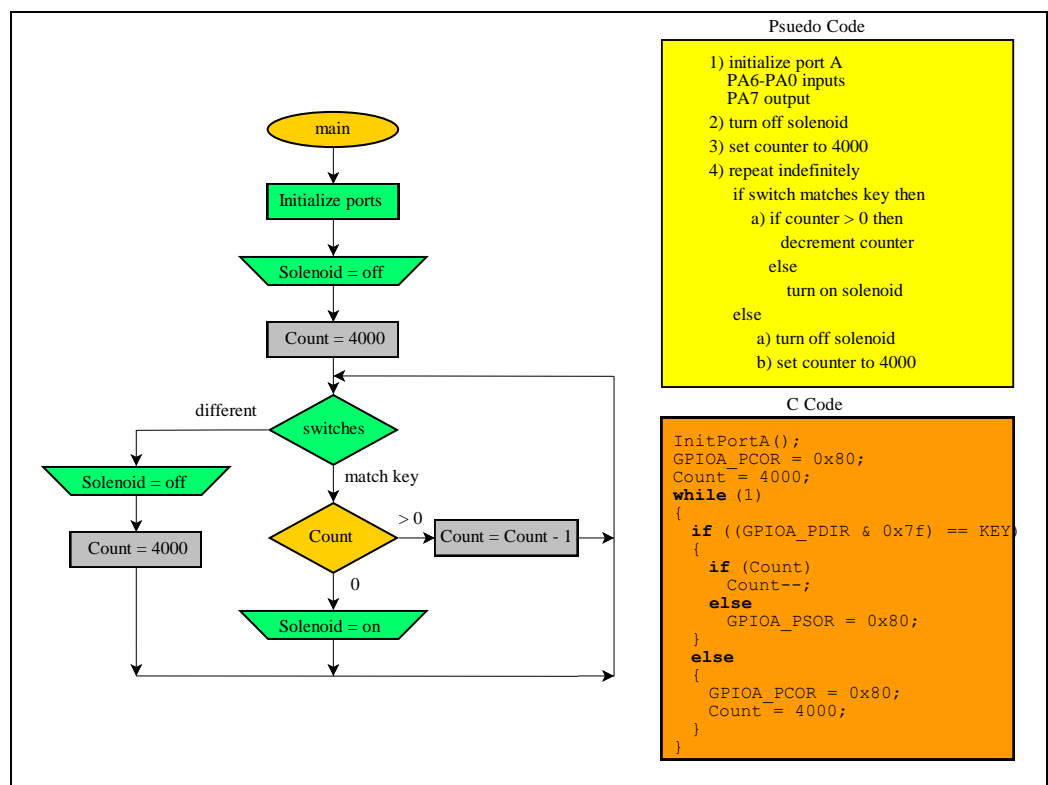 main
Initialize ports
Solenoid = off
Count = 4000
switches
different
match key
Solenoid = off
Count = 4000
Count
> 0
Count = Count - 1
0
Solenoid = on
Psuedo Code
1) initialize port A
PA6-PA0 inputs
PA7 output
2) turn off solenoid
3) set counter to 4000
4) repeat indefinitely
if switch matches key then
a) if counter > 0 then
decrement counter
else
turn on solenoid
else
a) turn off solenoid
b) set counter to 4000
C Code
InitPortA();
GPIOA_PCOR = 0x80;
Count = 4000;
while (1)
{
if ((GPIOA_PDIR & 0x7f) == KEY)
{
if (Count)
Count--;
else
GPIOA_PSOR = 0x80;
}
else
{
GPIOA_PCOR = 0x80;
Count = 4000;
}
}